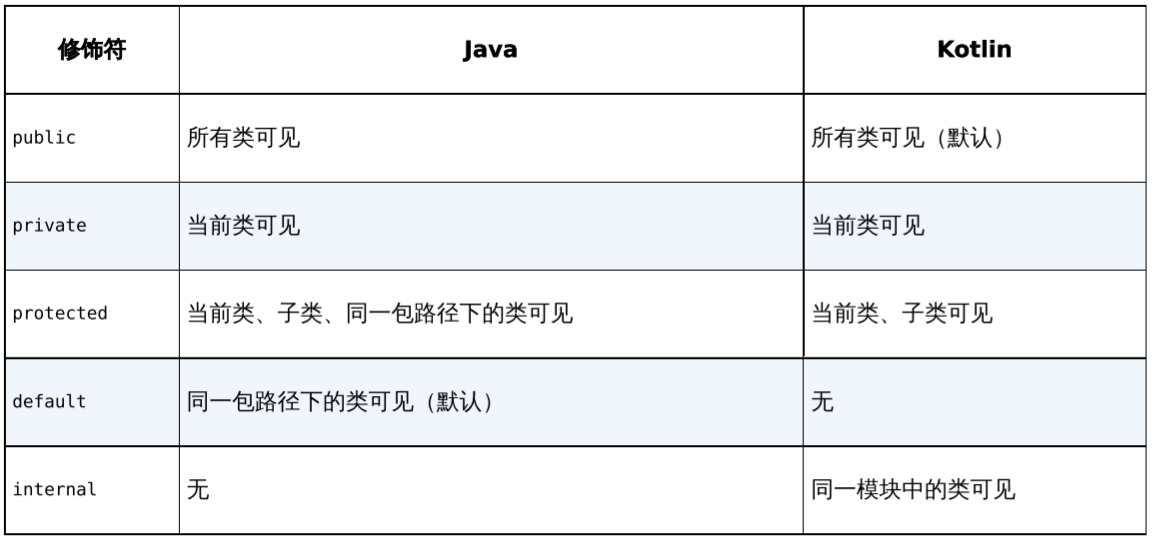 修饰符 Java Kotlin
public 所有类可见 所有类可见（默认）
private 当前类可见 当前类可见
protected 当前类、子类、同一包路径下的类可见 当前类、子类可见
default 同一包路径下的类可见（默认） 无
internal 无 同一模块中的类可见